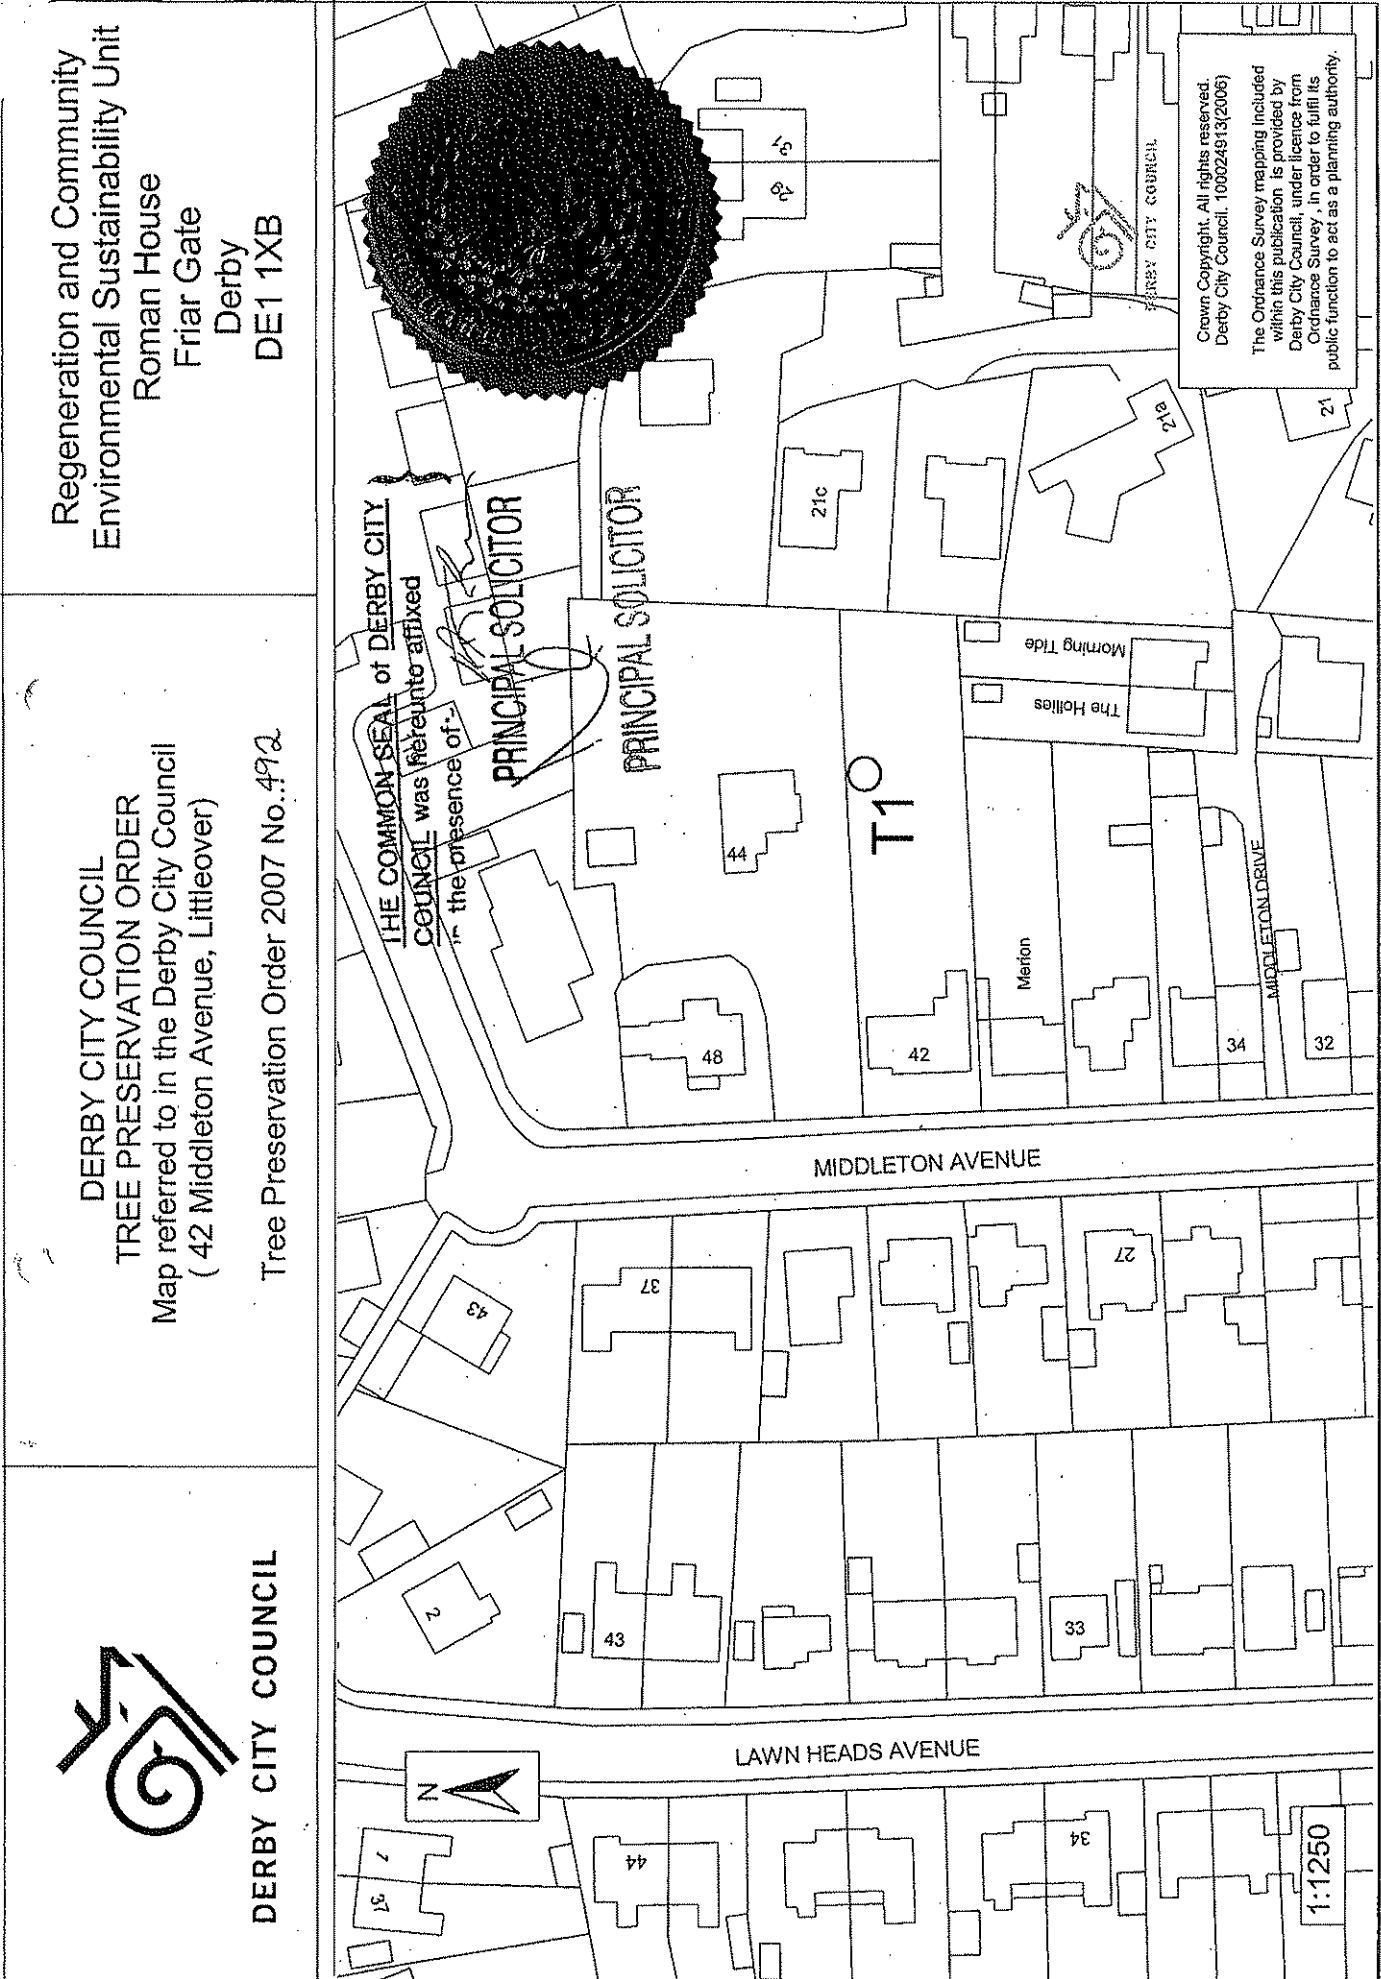 DERBY CITY COUNCIL
DERBY CITY COUNCIL
TREE PRESERVATION ORDER
Map referred to in the Derby City Council
( 42 Middleton Avenue, Littleover)
Tree Preservation Order 2007 No. 492
Regeneration and Community
Environmental Sustainability Unit
Roman House
Friar Gate
Derby
DE1 1XB
THE COMMON SEAL of DERBY CITY
COUNCIL was hereunto affixed
in the presence of:-
PRINCIPAL SOLICITOR
PRINCIPAL SOLICITOR
37
7
N
44
34
1:1250
LAWN HEADS AVENUE
2
43
33
43
37
27
MIDDLETON AVENUE
48
42
Merion
34
32
MIDDLETON DRIVE
44
T1
The Hollies
Morning Tide
21c
21a
21
49
37
DERBY CITY COUNCIL
Crown Copyright. All rights reserved.
Derby City Council. 100024913(2006)
The Ordnance Survey mapping included
within this publication is provided by
Derby City Council, under licence from
Ordnance Survey , in order to fulfil its
public function to act as a planning authority.